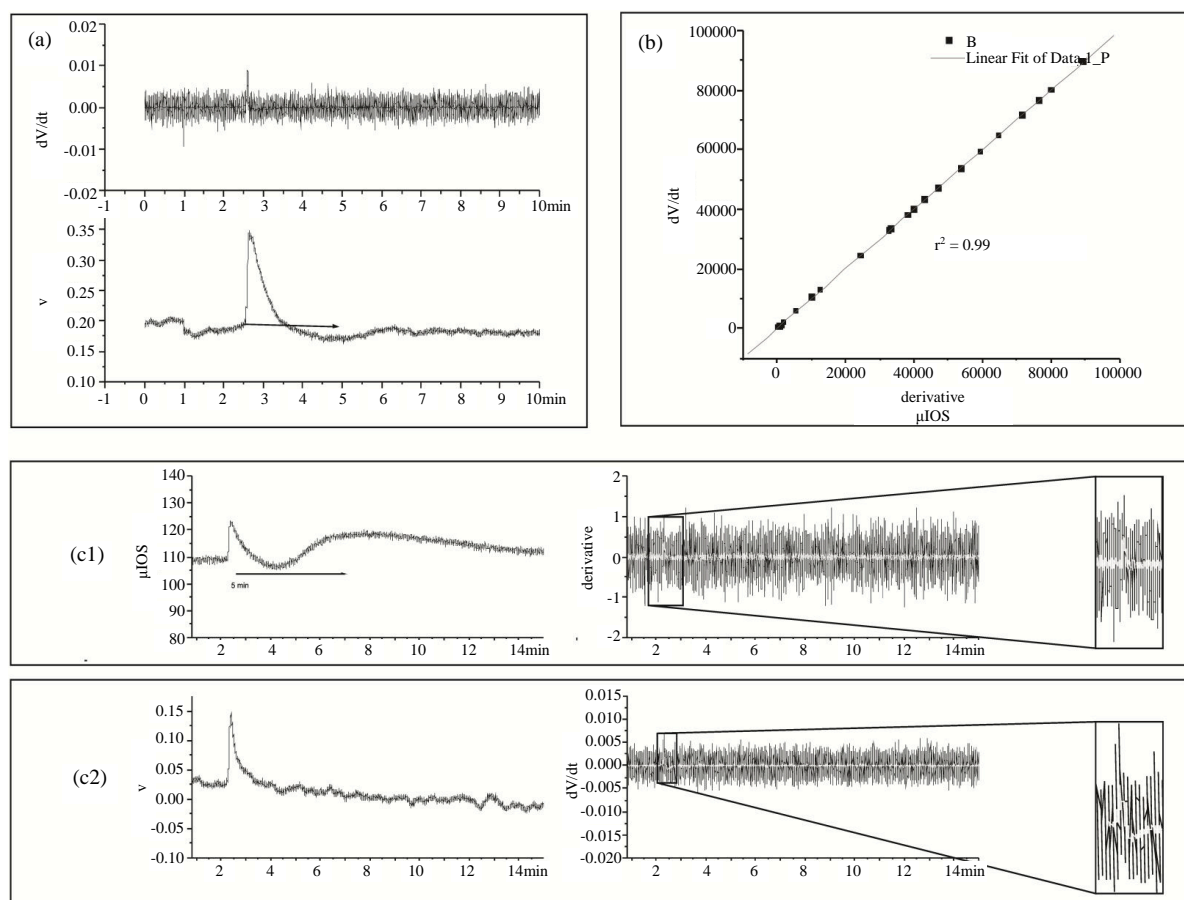 (a)
0.02
0.01
0.00
-0.01
-0.02
dV/dt
-1 0 1 2 3 4 5 6 7 8 9 10min
0.35
0.30
0.25
0.20
0.15
0.10
v
0 1 2 3 4 5 6 7 8 9 10min
(b)
B
Linear Fit of Data 1_P
100000
80000
60000
40000
20000
0
dV/dt
r² = 0.99
0 20000 40000 60000 80000 100000
derivative
μIOS
(c1)
140
130
120
110
100
90
80
μIOS
5 min
2 4 6 8 10 12 14min
2
1
0
-1
-2
derivative
2 4 6 8 10 12 14min
(c2)
0.15
0.10
0.05
0.00
-0.05
-0.10
v
2 4 6 8 10 12 14min
0.015
0.010
0.005
0.000
-0.005
-0.010
-0.015
-0.020
dV/dt
2 4 6 8 10 12 14min